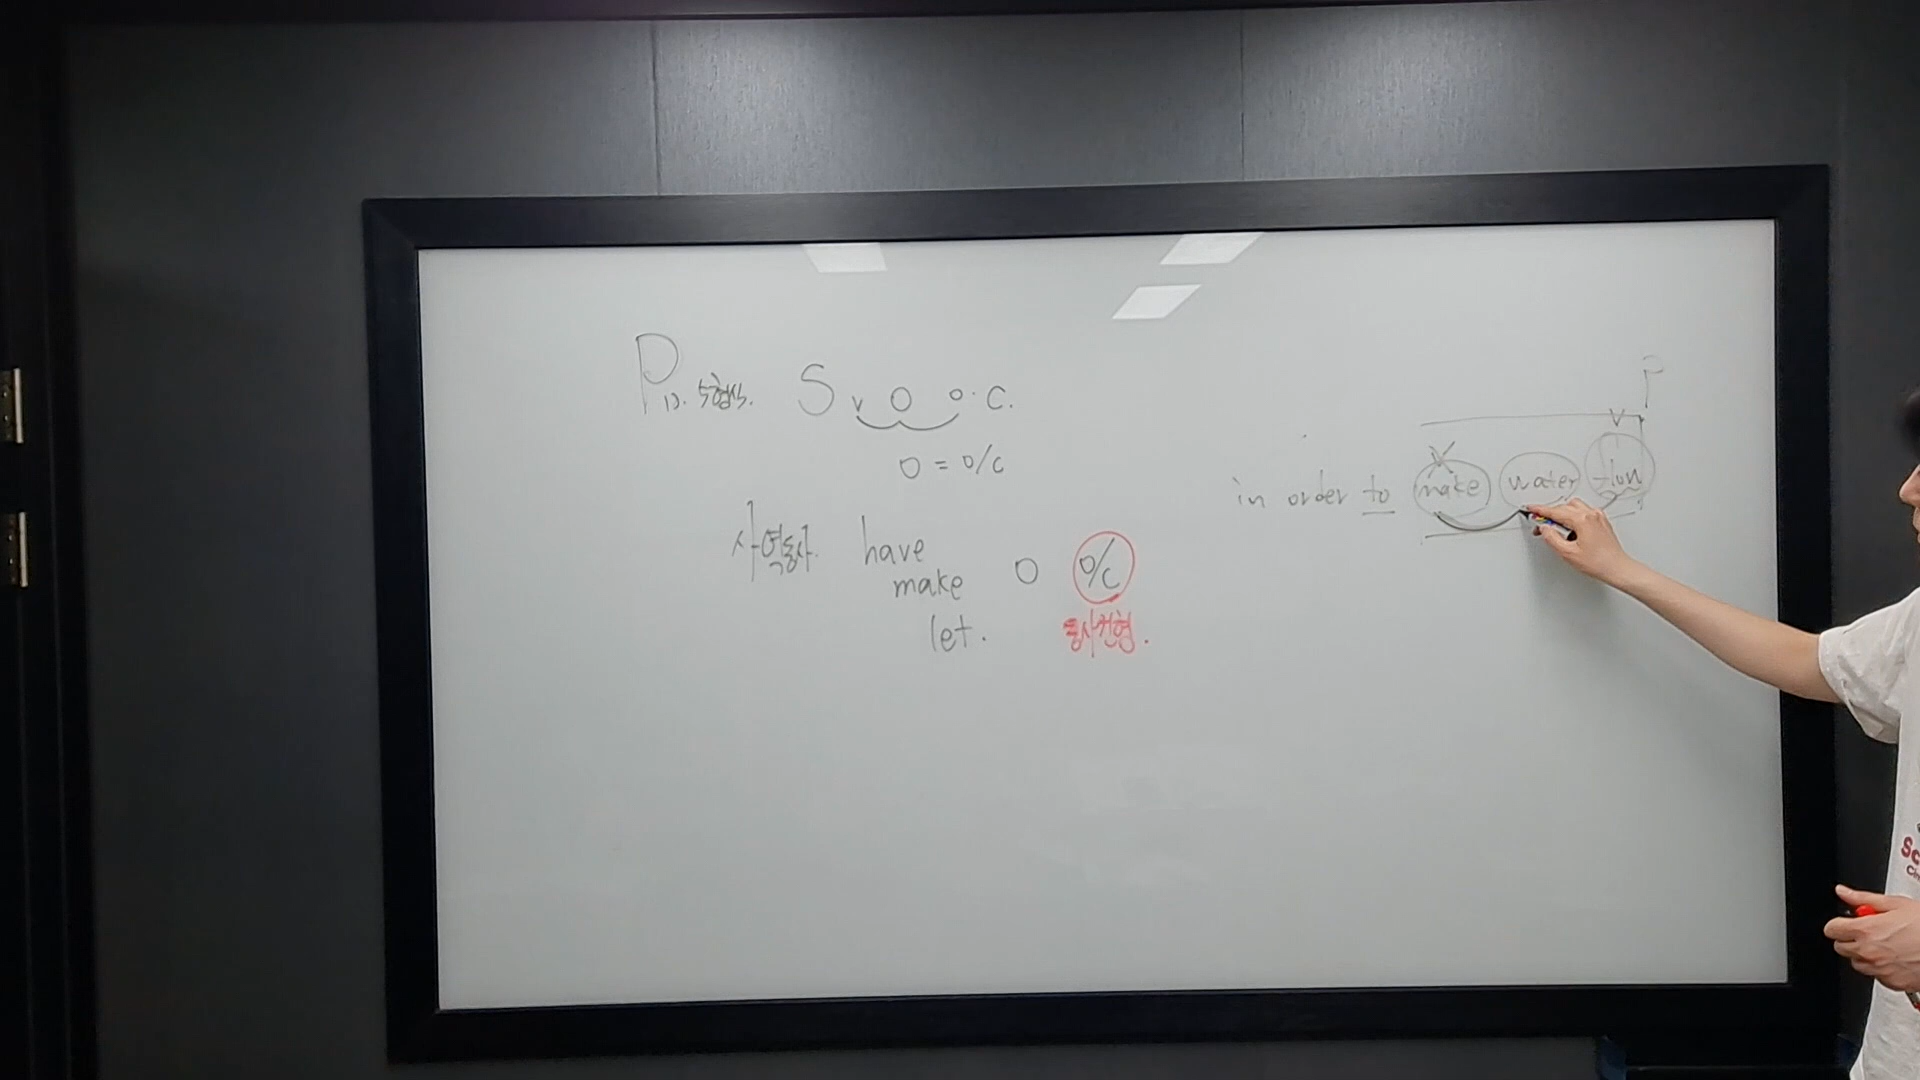 P 13. 5형식. S v O o.c.
O = o/c
사역동사. have
make O o/c
let. 동사원형.
P
v
in order to make water flow
Sc